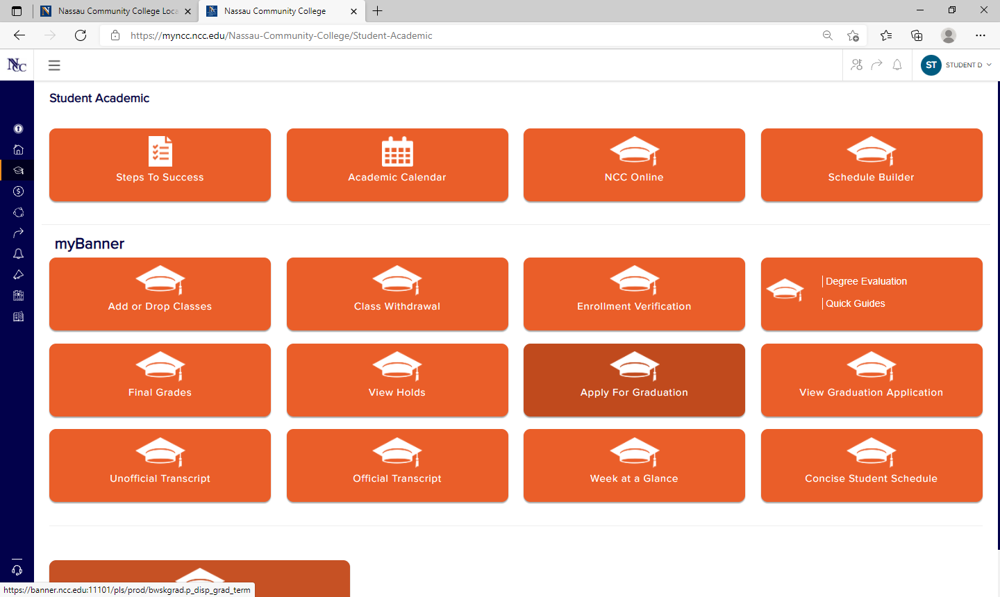 Nassau Community College Loca
Nassau Community College
https://myncc.ncc.edu/Nassau-Community-College/Student-Academic
NCC
ST
STUDENT D
Student Academic
Steps To Success
Academic Calendar
NCC Online
Schedule Builder
myBanner
Add or Drop Classes
Class Withdrawal
Enrollment Verification
Degree Evaluation
Quick Guides
Final Grades
View Holds
Apply For Graduation
View Graduation Application
Unofficial Transcript
Official Transcript
Week at a Glance
Concise Student Schedule
https://banner.ncc.edu:11101/pls/prod/bwskgrad.p_disp_grad_term